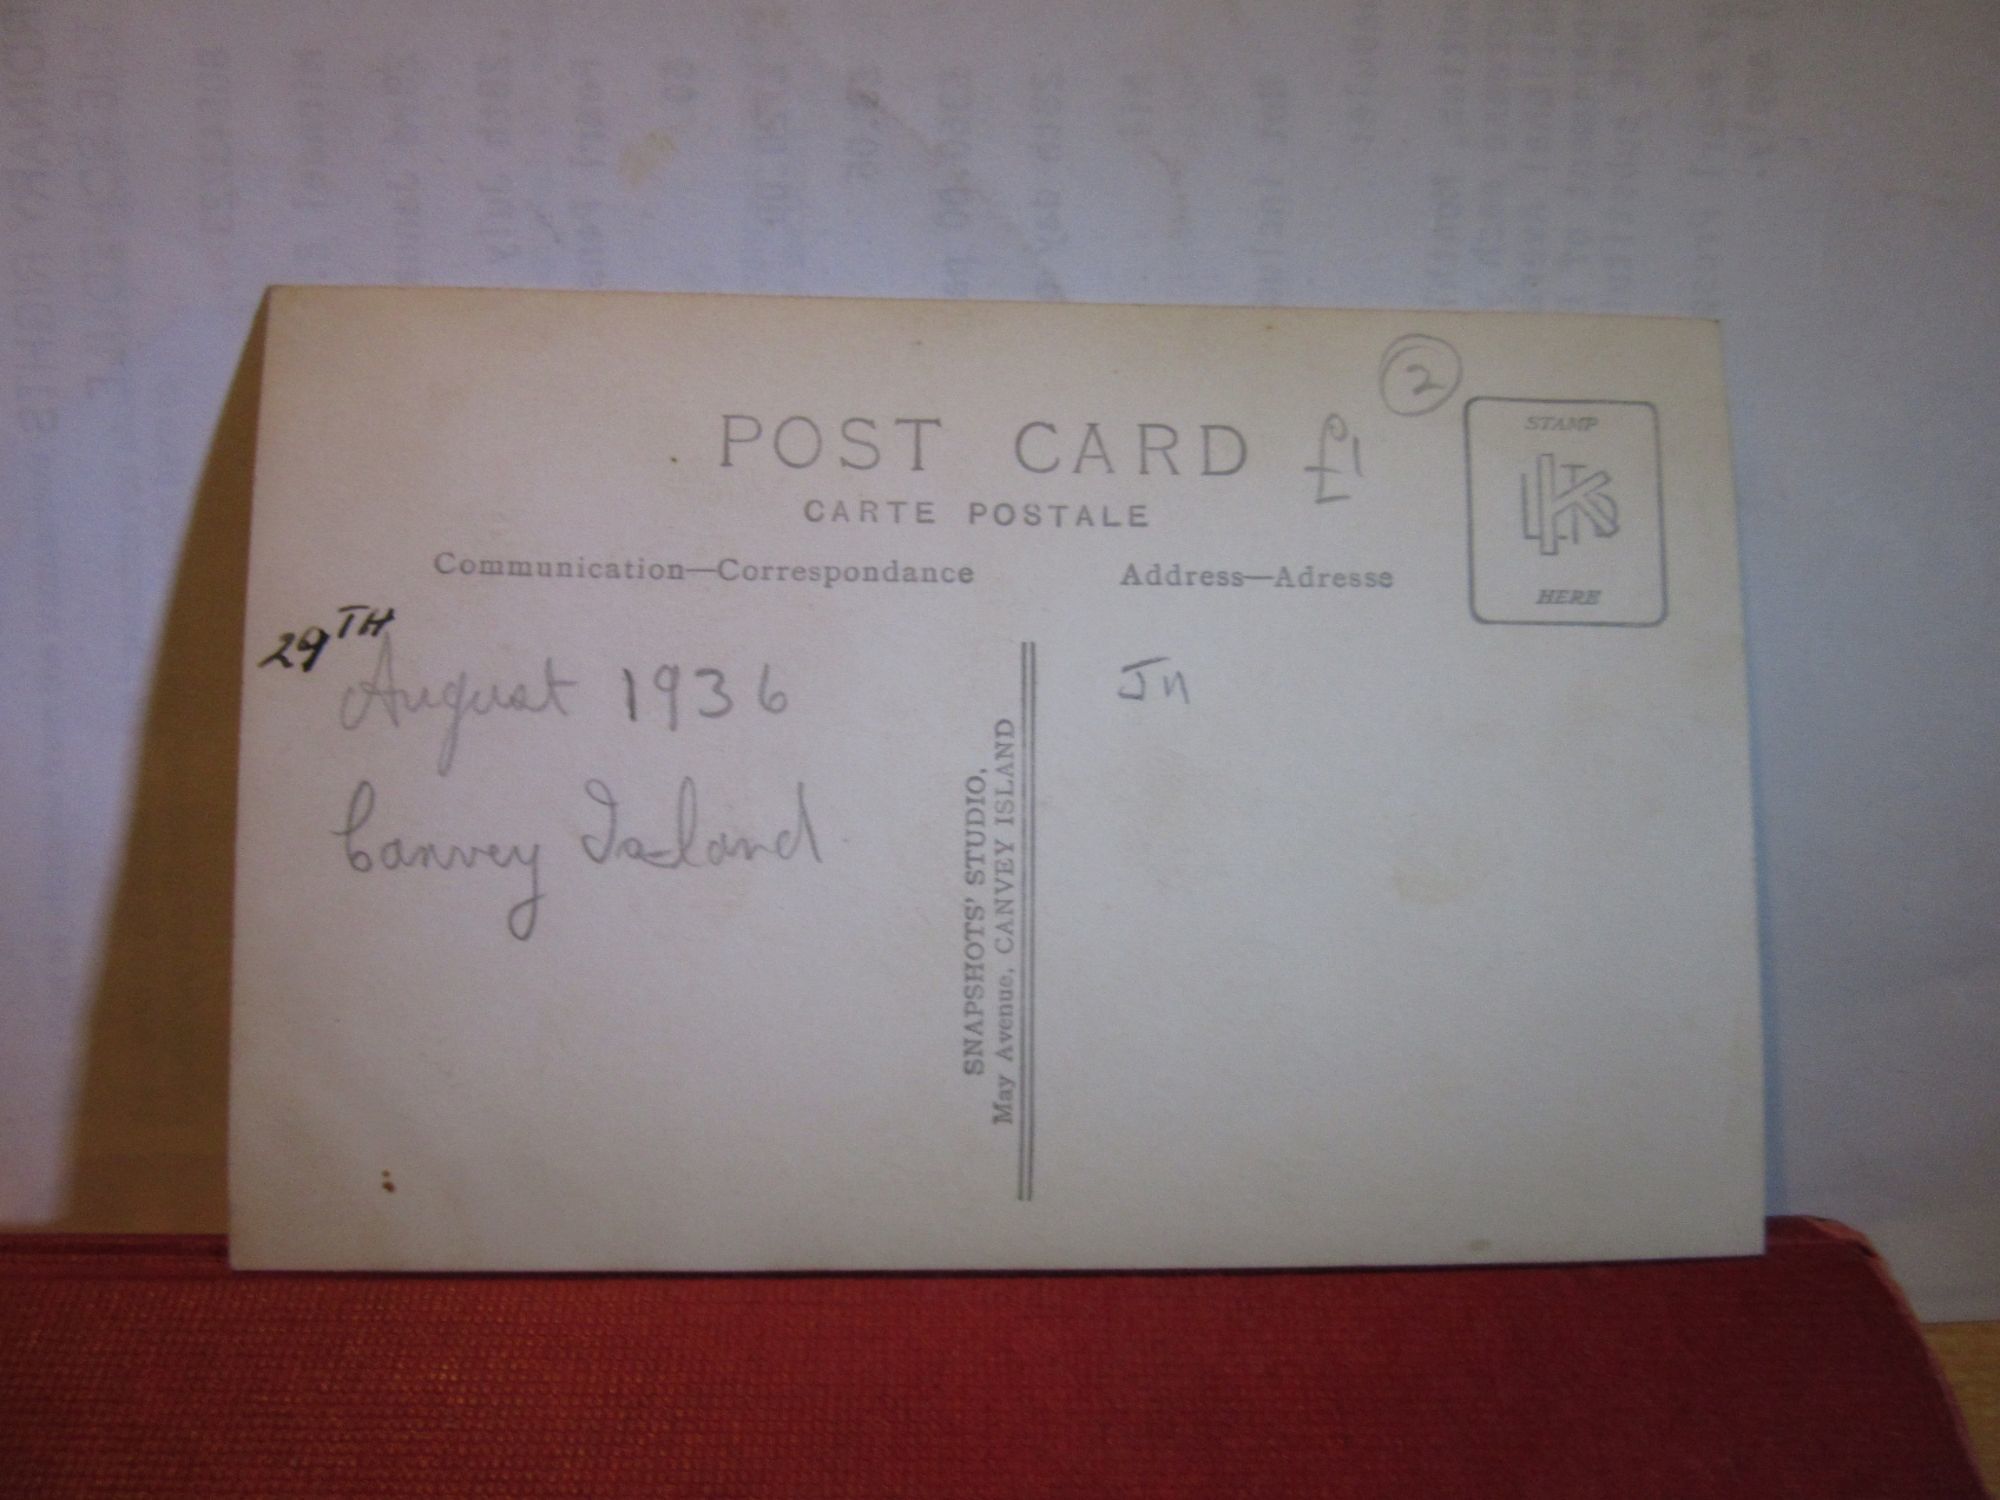 2
POST CARD £1
CARTE POSTALE
STAMP
HERE
Communication—Correspondance
Address—Adresse
29TH
August 1936
Canvey Island
SNAPSHOTS' STUDIO,
May Avenue, CANVEY ISLAND
Jn